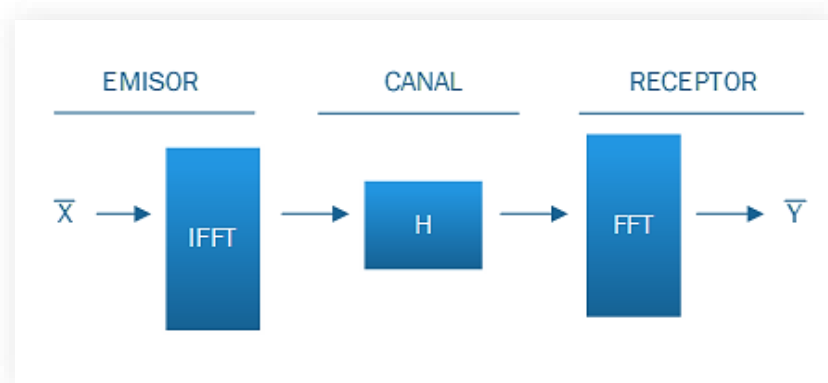 EMISOR CANAL RECEPTOR
X̅ IFFT H FFT Y̅